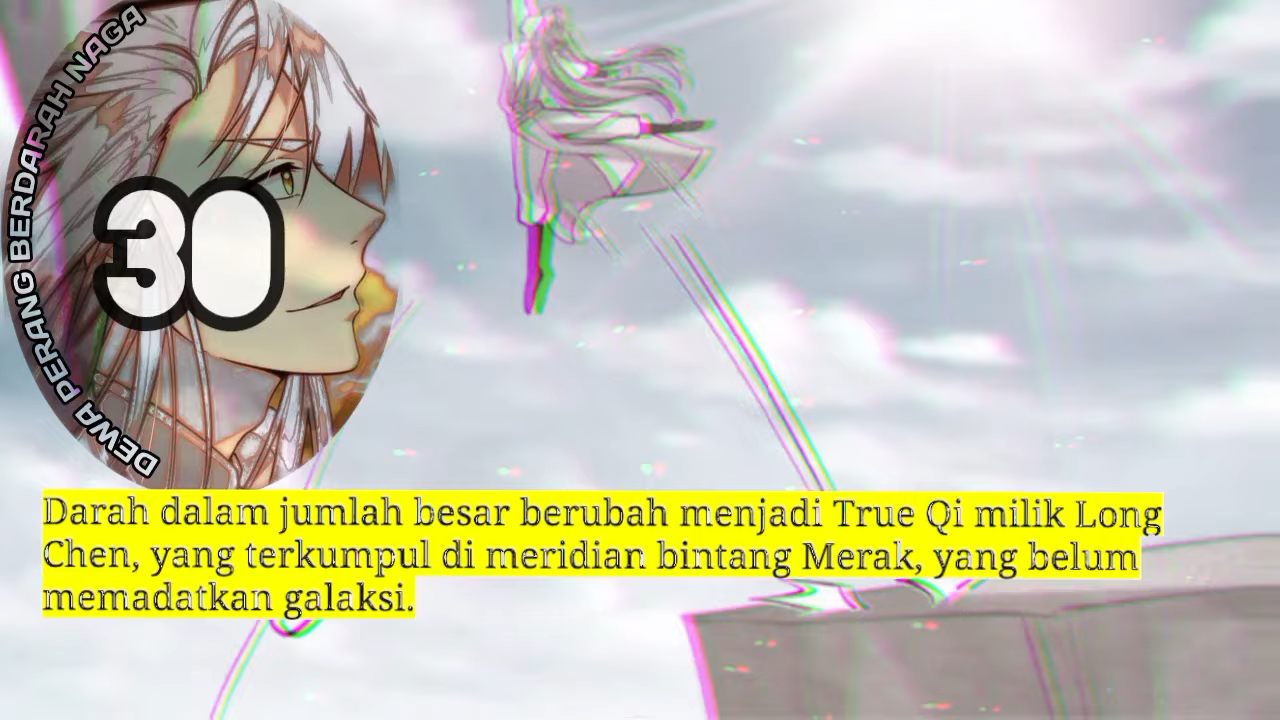 DEWA PERANG BERDARAH NAGA
30
Darah dalam jumlah besar berubah menjadi True Qi milik Long
Chen, yang terkumpul di meridian bintang Merak, yang belum
memadatkan galaksi.